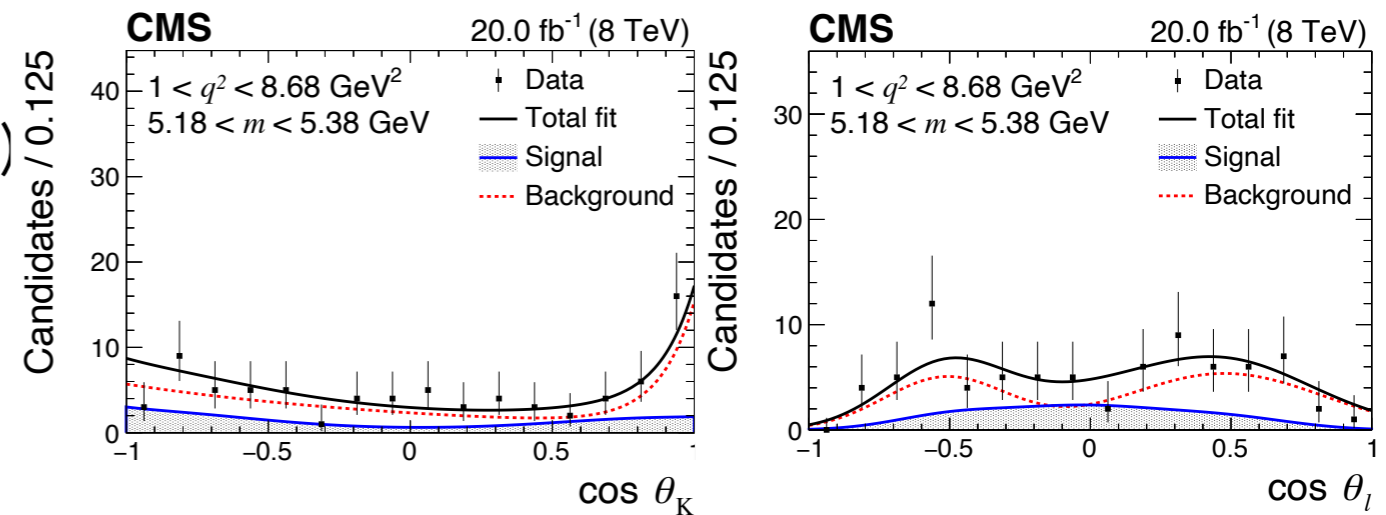 CMS 20.0 fb⁻¹ (8 TeV)
1 < q² < 8.68 GeV²
5.18 < m < 5.38 GeV
Data
Total fit
Signal
Background
Candidates / 0.125
40
30
20
10
0
−1 −0.5 0 0.5 1
cos θ_K
)
CMS 20.0 fb⁻¹ (8 TeV)
1 < q² < 8.68 GeV²
5.18 < m < 5.38 GeV
Data
Total fit
Signal
Background
Candidates / 0.125
30
20
10
0
−1 −0.5 0 0.5 1
cos θ_l